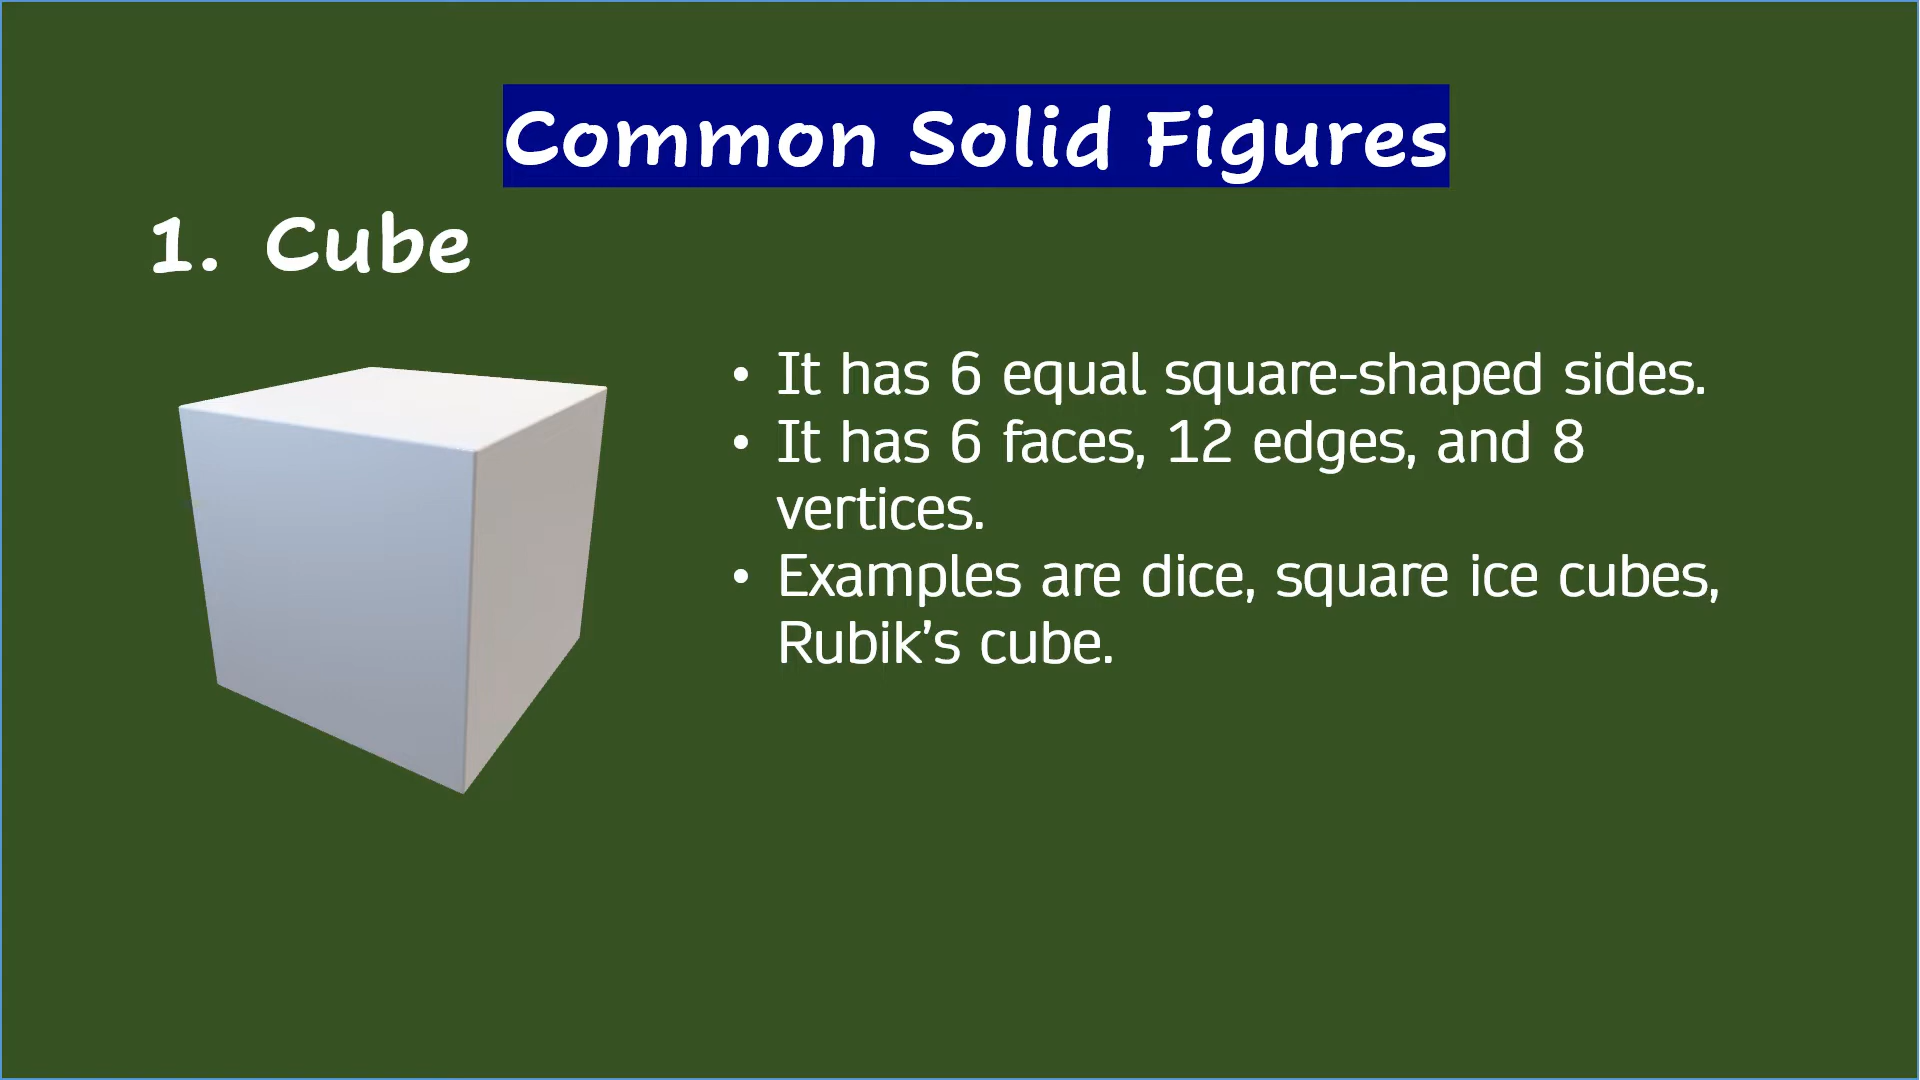 Common Solid Figures
1. Cube
• It has 6 equal square-shaped sides.
• It has 6 faces, 12 edges, and 8
vertices.
• Examples are dice, square ice cubes,
Rubik’s cube.